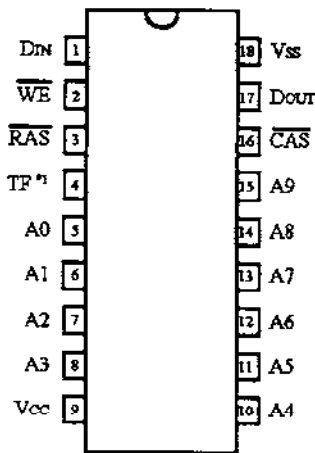 DIN 1 18 VSS
WE 2 17 DOUT
RAS 3 16 CAS
TF *1 4 15 A9
A0 5 14 A8
A1 6 13 A7
A2 7 12 A6
A3 8 11 A5
VCC 9 10 A4